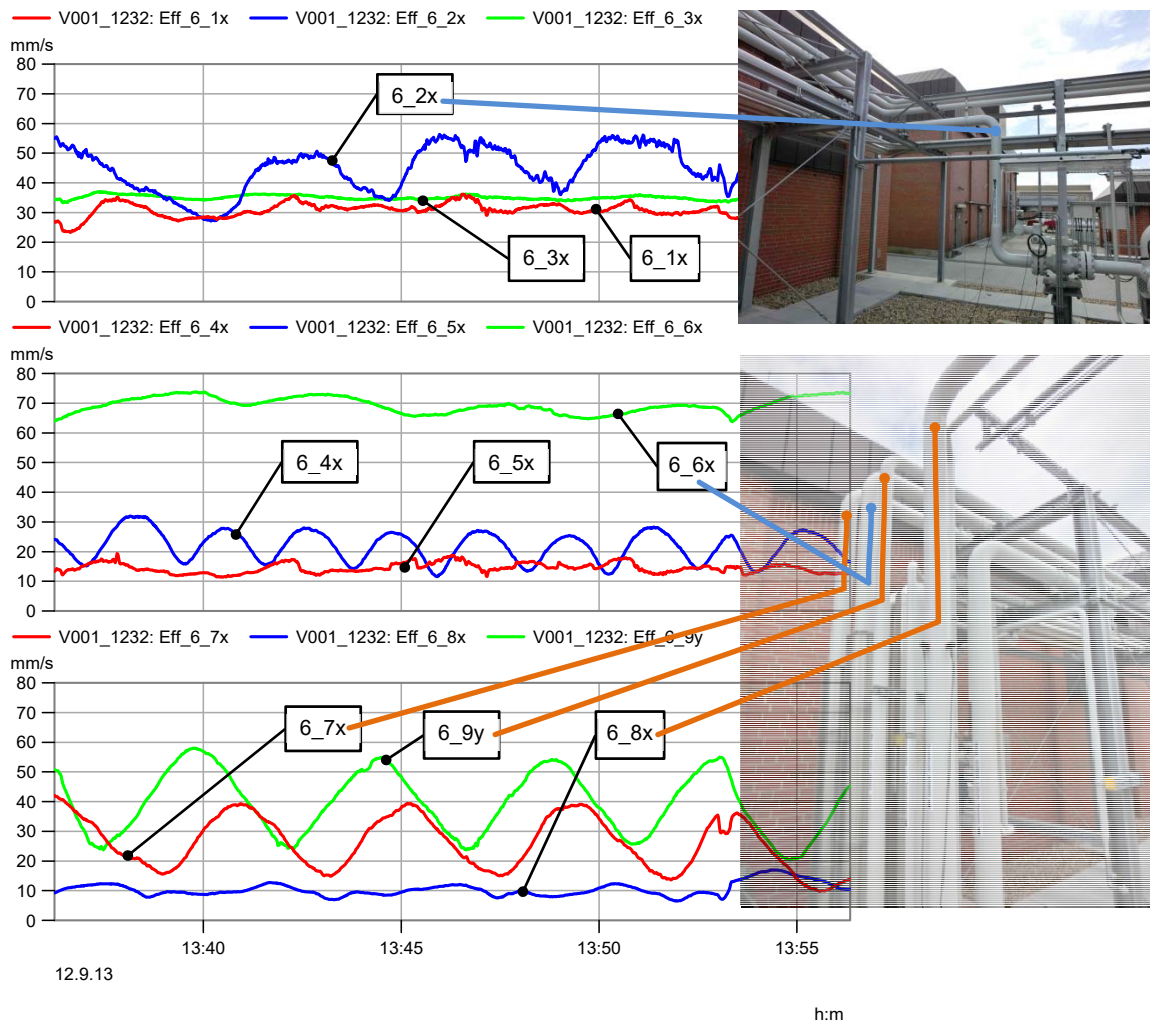 V001_1232: Eff_6_1x V001_1232: Eff_6_2x V001_1232: Eff_6_3x
mm/s
80
70
6_2x
60
50
40
30
6_3x 6_1x
20
10
0
V001_1232: Eff_6_4x V001_1232: Eff_6_5x V001_1232: Eff_6_6x
mm/s
80
70
60
50
6_4x 6_5x 6_6x
40
30
20
10
0
V001_1232: Eff_6_7x V001_1232: Eff_6_8x V001_1232: Eff_6_9y
mm/s
80
70
6_7x 6_9y 6_8x
60
50
40
30
20
10
0
13:40 13:45 13:50 13:55
12.9.13
h:m